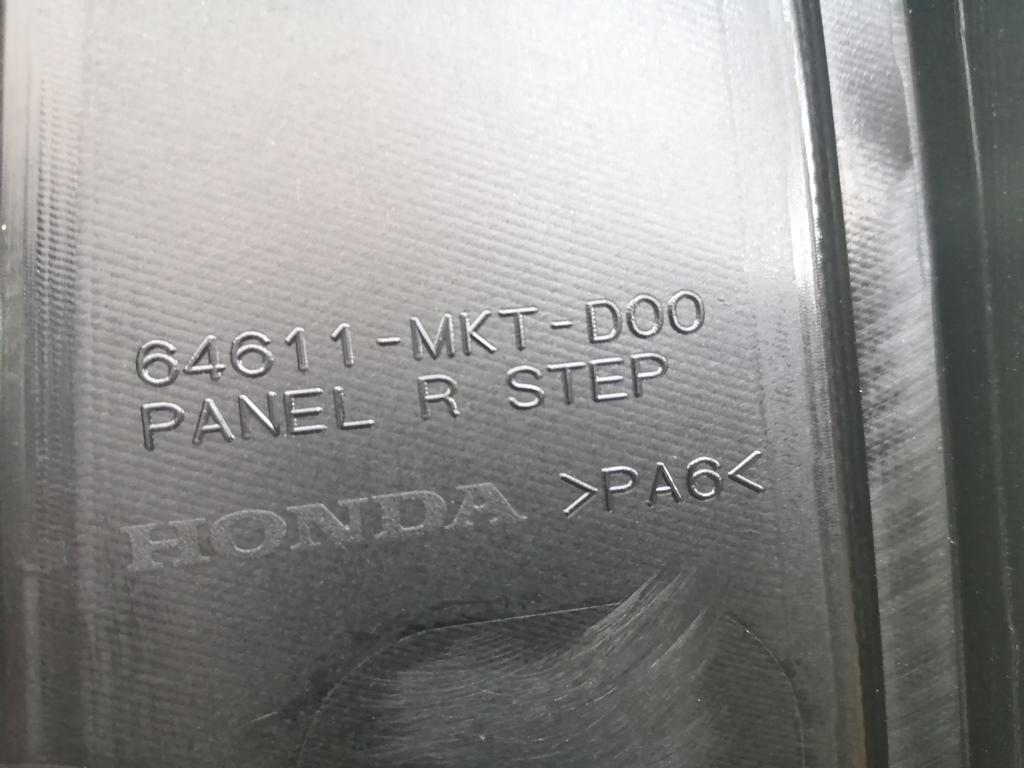 64611-MKT-D00
PANEL R STEP
>PA6<
HONDA